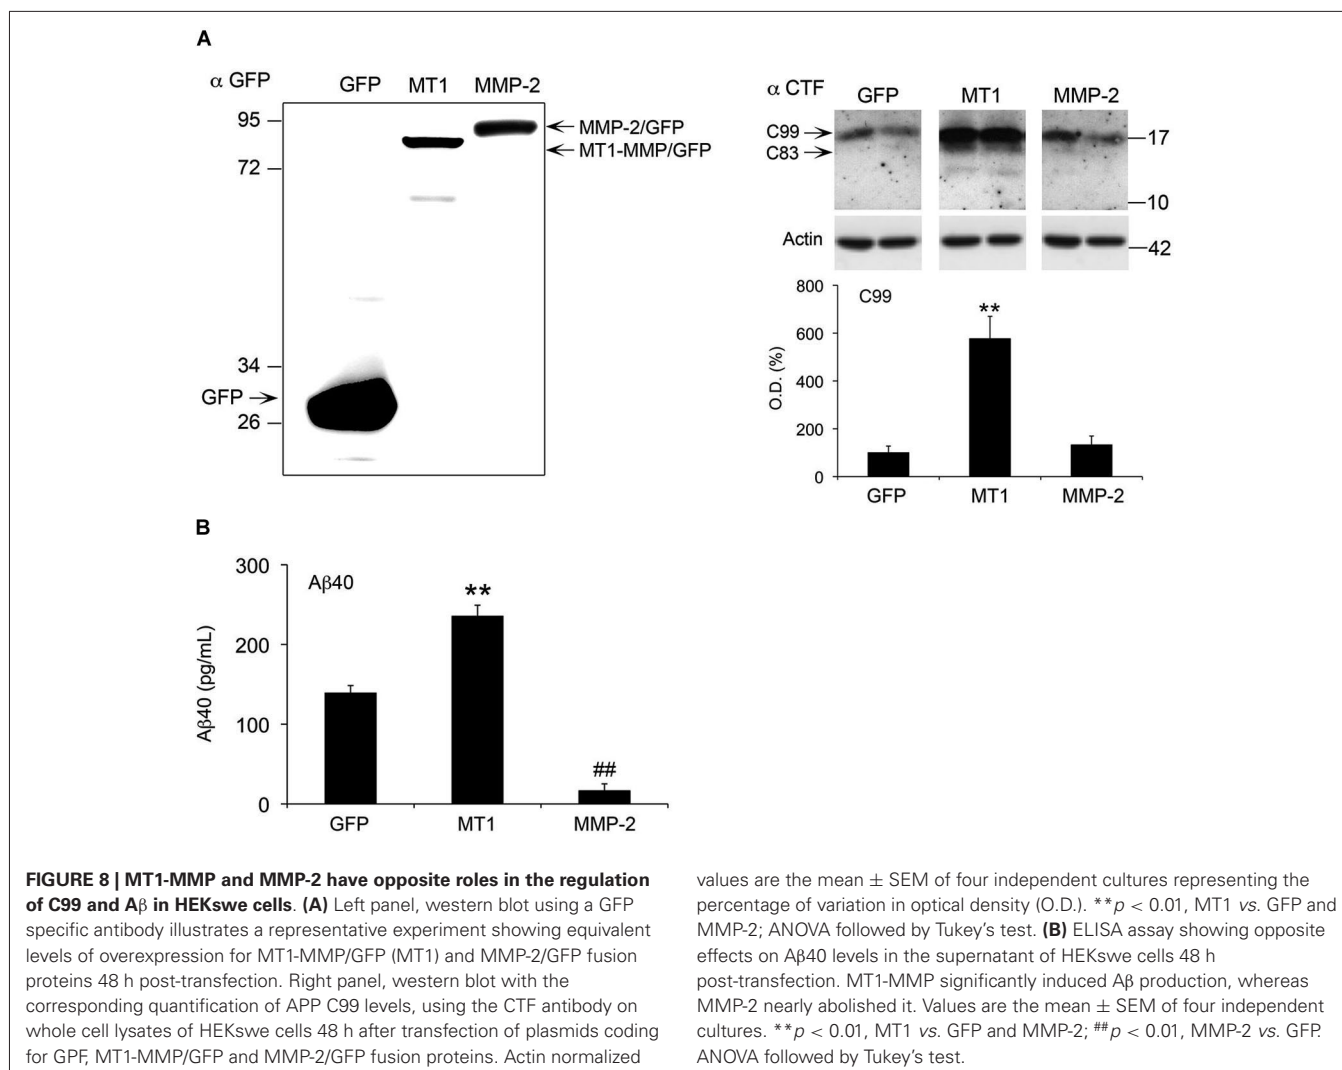 A
α GFP
GFP MT1 MMP-2
95
72
34
GFP
26
MMP-2/GFP
MT1-MMP/GFP
α CTF
GFP MT1 MMP-2
C99
C83
17
10
Actin
42
800
600
400
200
0
O.D. (%)
C99
**
GFP MT1 MMP-2
B
300
200
100
0
Aβ40 (pg/mL)
Aβ40
**
##
GFP MT1 MMP-2
FIGURE 8 | MT1-MMP and MMP-2 have opposite roles in the regulation
of C99 and Aβ in HEKswe cells. (A) Left panel, western blot using a GFP
specific antibody illustrates a representative experiment showing equivalent
levels of overexpression for MT1-MMP/GFP (MT1) and MMP-2/GFP fusion
proteins 48 h post-transfection. Right panel, western blot with the
corresponding quantification of APP C99 levels, using the CTF antibody on
whole cell lysates of HEKswe cells 48 h after transfection of plasmids coding
for GPF, MT1-MMP/GFP and MMP-2/GFP fusion proteins. Actin normalized
values are the mean ± SEM of four independent cultures representing the
percentage of variation in optical density (O.D.). **p < 0.01, MT1 vs. GFP and
MMP-2; ANOVA followed by Tukey's test. (B) ELISA assay showing opposite
effects on Aβ40 levels in the supernatant of HEKswe cells 48 h
post-transfection. MT1-MMP significantly induced Aβ production, whereas
MMP-2 nearly abolished it. Values are the mean ± SEM of four independent
cultures. **p < 0.01, MT1 vs. GFP and MMP-2; ##p < 0.01, MMP-2 vs. GFP.
ANOVA followed by Tukey's test.